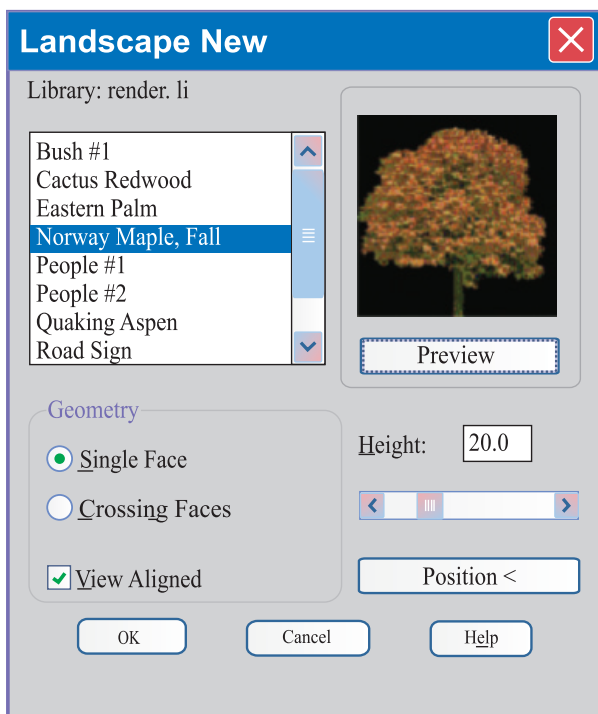 Landscape New
Library: render. li
Bush #1
Cactus Redwood
Eastern Palm
Norway Maple, Fall
People #1
People #2
Quaking Aspen
Road Sign
Preview
Geometry
Single Face
Crossing Faces
View Aligned
Height: 20.0
Position <
OK Cancel Help